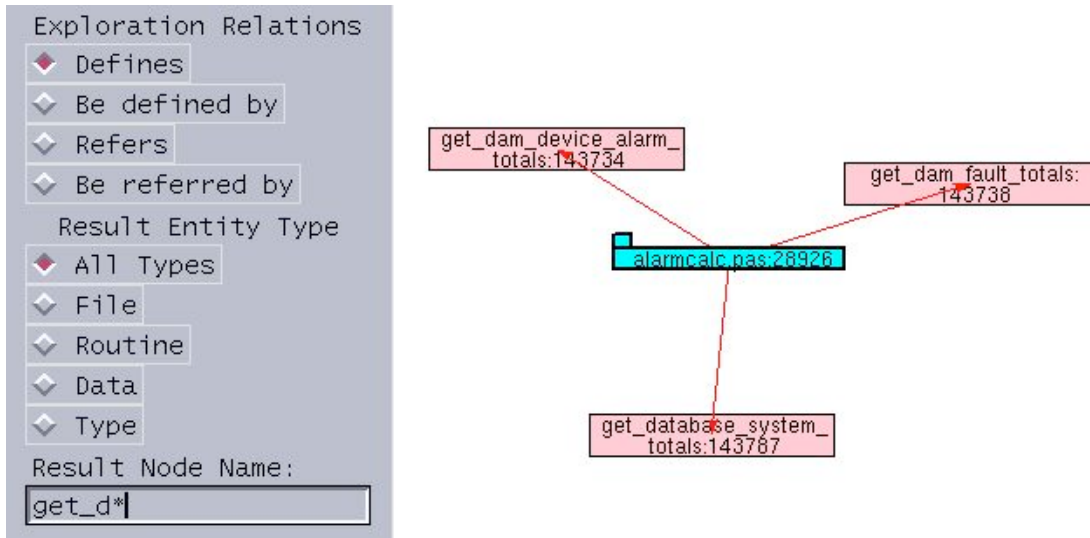 Exploration Relations
Defines
Be defined by
Refers
Be referred by
Result Entity Type
All Types
File
Routine
Data
Type
Result Node Name:
get_d*
get_dam_device_alarm_
totals:143734
get_dam_fault_totals:
143738
alarmcalc.pas:28926
get_database_system_
totals:143787